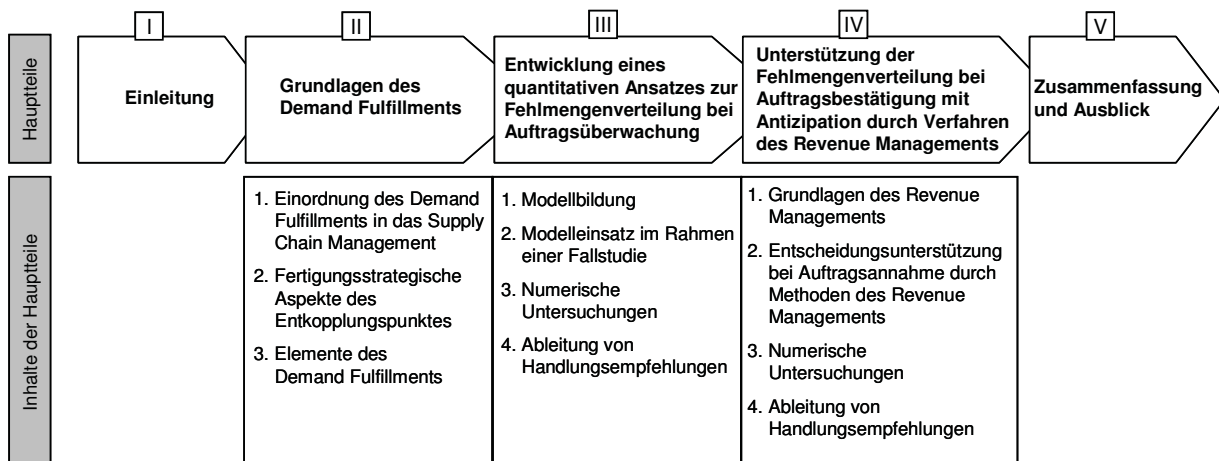 Hauptteile
I
Einleitung
II
Grundlagen des
Demand Fulfillments
III
Entwicklung eines
quantitativen Ansatzes zur
Fehlmengenverteilung bei
Auftragsüberwachung
IV
Unterstützung der
Fehlmengenverteilung bei
Auftragsbestätigung mit
Antizipation durch Verfahren
des Revenue Managements
V
Zusammenfassung
und Ausblick
Inhalte der Hauptteile
1. Einordnung des Demand
Fulfillments in das Supply
Chain Management
2. Fertigungsstrategische
Aspekte des
Entkopplungspunktes
3. Elemente des
Demand Fulfillments
1. Modellbildung
2. Modelleinsatz im Rahmen
einer Fallstudie
3. Numerische
Untersuchungen
4. Ableitung von
Handlungsempfehlungen
1. Grundlagen des Revenue
Managements
2. Entscheidungsunterstützung
bei Auftragsannahme durch
Methoden des Revenue
Managements
3. Numerische
Untersuchungen
4. Ableitung von
Handlungsempfehlungen